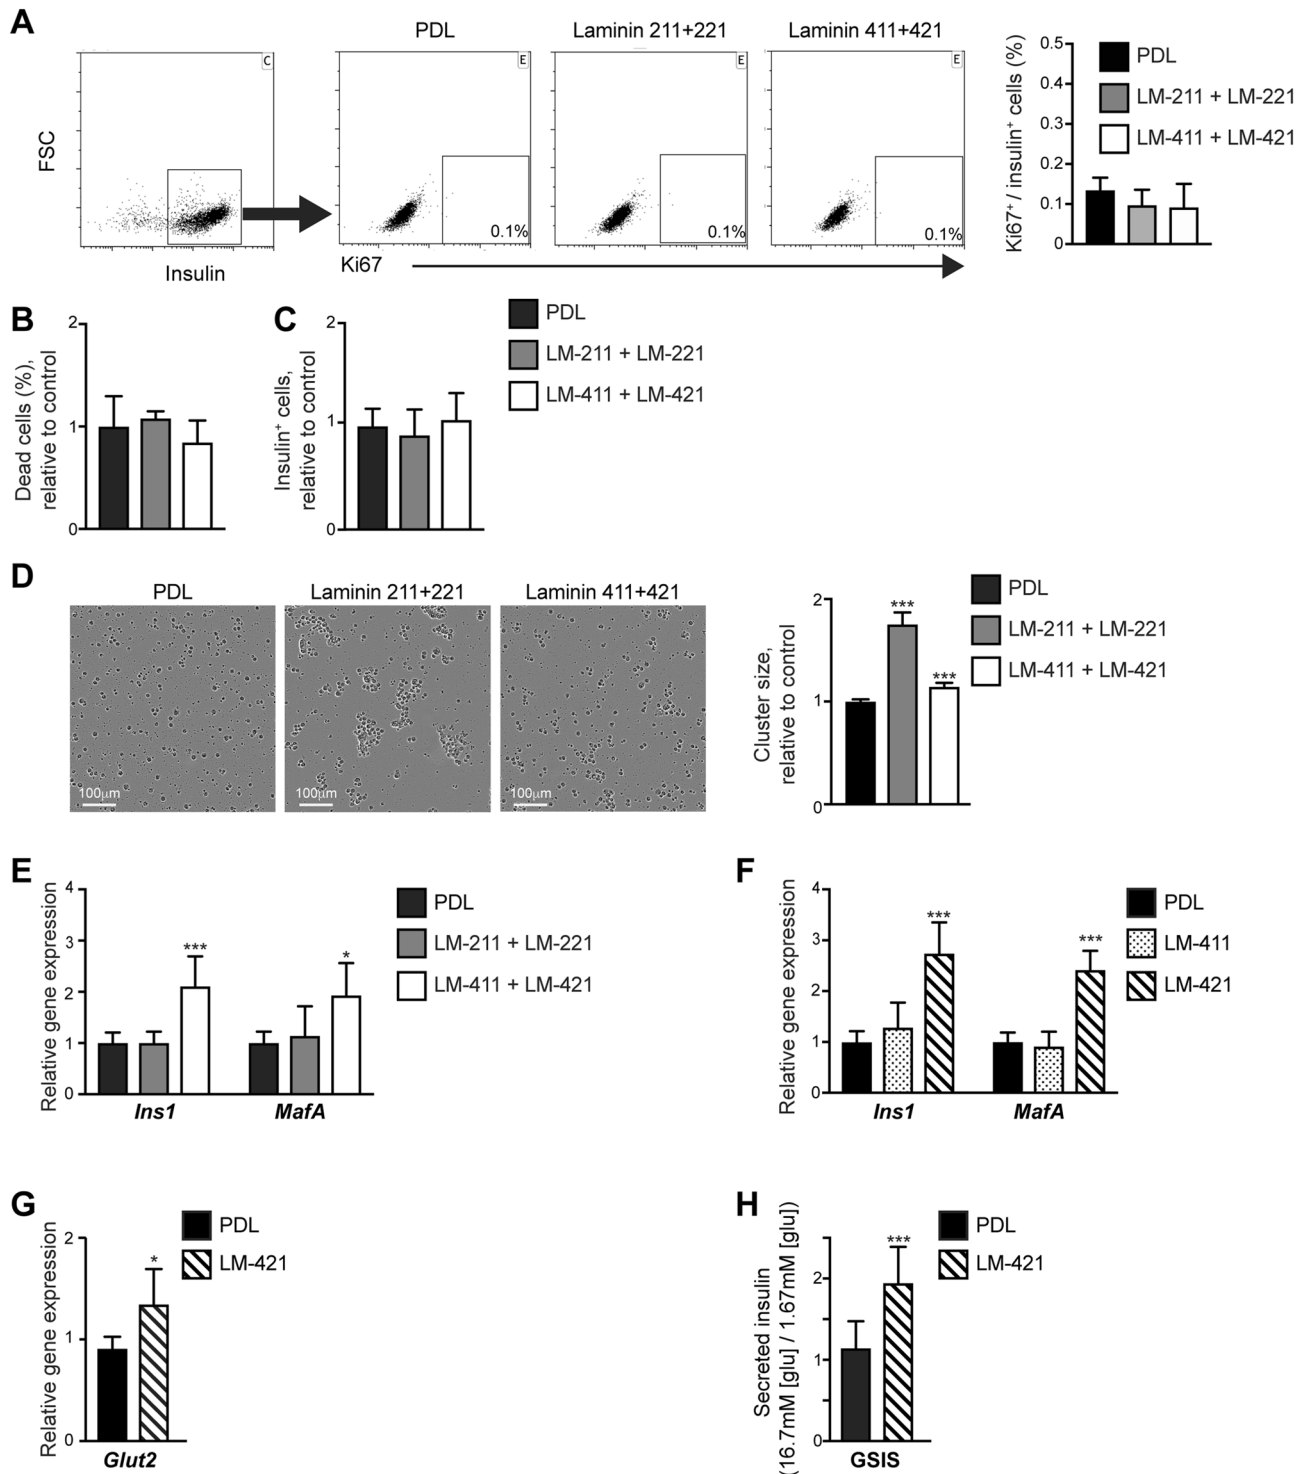 A
PDL
Laminin 211+221
Laminin 411+421
C
E
E
E
FSC
Insulin
0.1%
0.1%
0.1%
Ki67
Ki67⁺ / insulin⁺ cells (%)
0.5
0.4
0.3
0.2
0.1
0
PDL
LM-211 + LM-221
LM-411 + LM-421
B
Dead cells (%),
relative to control
2
1
0
C
Insulin⁺ cells,
relative to control
2
1
0
PDL
LM-211 + LM-221
LM-411 + LM-421
D
PDL
Laminin 211+221
Laminin 411+421
100µm
100µm
100µm
Cluster size,
relative to control
2
1
0
***
***
PDL
LM-211 + LM-221
LM-411 + LM-421
E
Relative gene expression
4
3
2
1
0
***
*
Ins1
MafA
PDL
LM-211 + LM-221
LM-411 + LM-421
F
Relative gene expression
4
3
2
1
0
***
***
Ins1
MafA
PDL
LM-411
LM-421
G
Relative gene expression
2
1
0
*
Glut2
PDL
LM-421
H
Secreted insulin
(16.7mM [glu] / 1.67mM [glu])
2
1
0
***
GSIS
PDL
LM-421